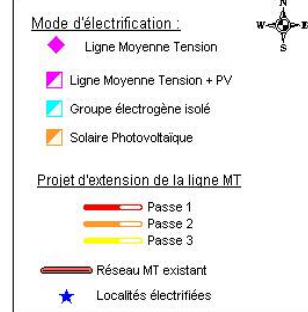 N
W E
S
Mode d'électrification :
Ligne Moyenne Tension
Ligne Moyenne Tension + PV
Groupe électrogène isolé
Solaire Photovoltaïque
Projet d'extension de la ligne MT
Passe 1
Passe 2
Passe 3
Réseau MT existant
Localités électrifiées